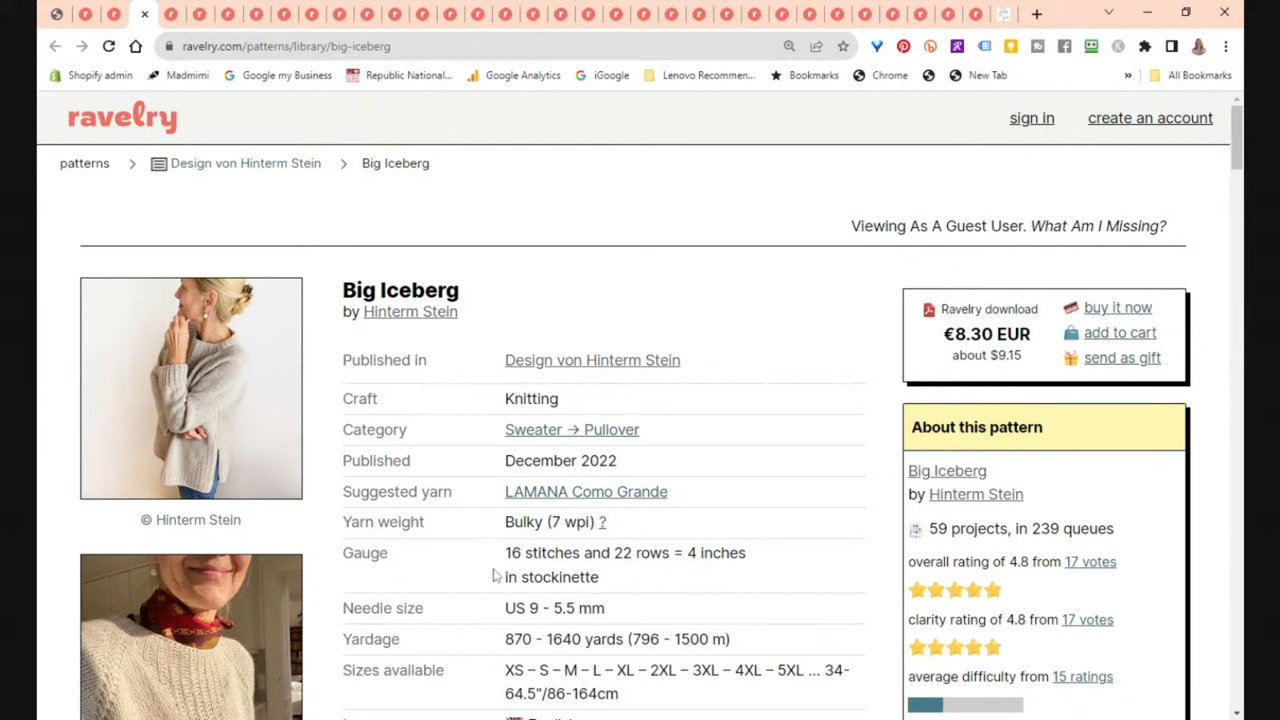 ravelry.com/patterns/library/big-iceberg
Shopify admin
Madmimi
Google my Business
Republic National...
Google Analytics
iGoogle
Lenovo Recommen...
Bookmarks
Chrome
New Tab
»
All Bookmarks
ravelry
sign in
create an account
patterns > Design von Hinterm Stein > Big Iceberg
Viewing As A Guest User. What Am I Missing?
Big Iceberg
by Hinterm Stein
Published in Design von Hinterm Stein
Craft Knitting
Category Sweater → Pullover
Published December 2022
Suggested yarn LAMANA Como Grande
Yarn weight Bulky (7 wpi) ?
Gauge 16 stitches and 22 rows = 4 inches
in stockinette
Needle size US 9 - 5.5 mm
Yardage 870 - 1640 yards (796 - 1500 m)
Sizes available XS – S – M – L – XL – 2XL – 3XL – 4XL – 5XL ... 34-
64.5"/86-164cm
© Hinterm Stein
Ravelry download
€8.30 EUR
about $9.15
buy it now
add to cart
send as gift
About this pattern
Big Iceberg
by Hinterm Stein
59 projects, in 239 queues
overall rating of 4.8 from 17 votes
clarity rating of 4.8 from 17 votes
average difficulty from 15 ratings